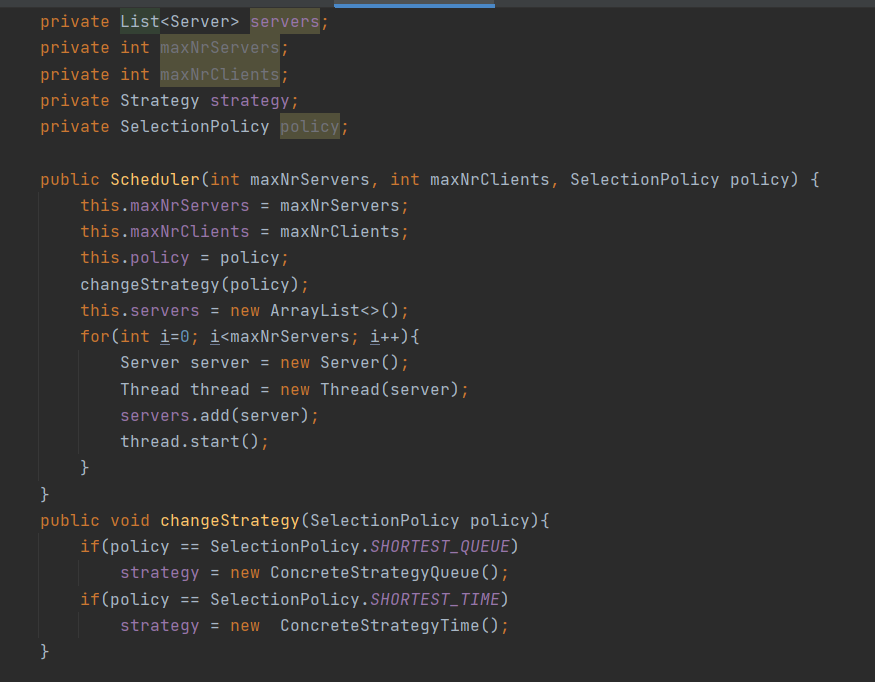 private List<Server> servers;
private int maxNrServers;
private int maxNrClients;
private Strategy strategy;
private SelectionPolicy policy;
public Scheduler(int maxNrServers, int maxNrClients, SelectionPolicy policy) {
this.maxNrServers = maxNrServers;
this.maxNrClients = maxNrClients;
this.policy = policy;
changeStrategy(policy);
this.servers = new ArrayList<>();
for(int i=0; i<maxNrServers; i++){
Server server = new Server();
Thread thread = new Thread(server);
servers.add(server);
thread.start();
}
}
public void changeStrategy(SelectionPolicy policy){
if(policy == SelectionPolicy.SHORTEST_QUEUE)
strategy = new ConcreteStrategyQueue();
if(policy == SelectionPolicy.SHORTEST_TIME)
strategy = new  ConcreteStrategyTime();
}